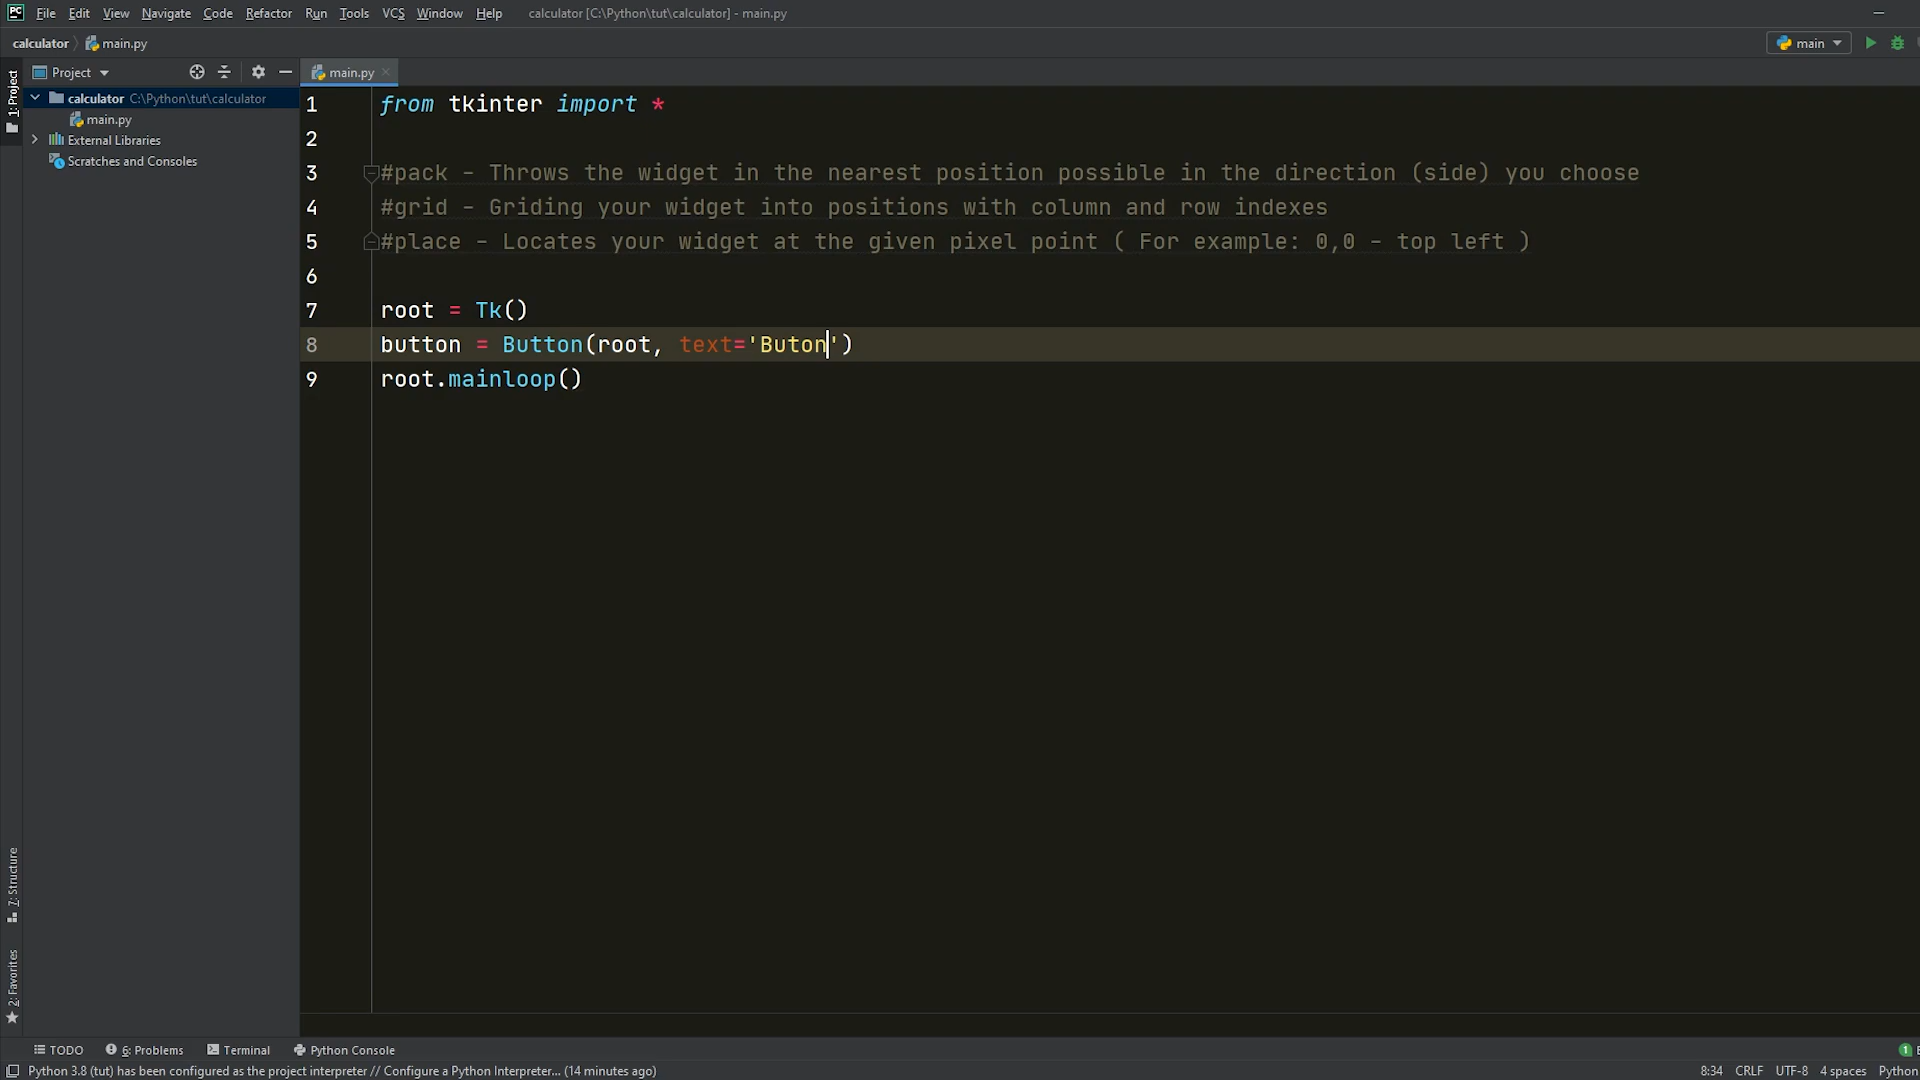 PC File Edit View Navigate Code Refactor Run Tools VCS Window Help calculator [C:\Python\tut\calculator] - main.py
calculator main.py main
Project main.py
1: Project
calculator C:\Python\tut\calculator
main.py
External Libraries
Scratches and Consoles
1 from tkinter import *
2
3 #pack - Throws the widget in the nearest position possible in the direction (side) you choose
4 #grid - Griding your widget into positions with column and row indexes
5 #place - Locates your widget at the given pixel point ( For example: 0,0 - top left )
6
7 root = Tk()
8 button = Button(root, text='Buton')
9 root.mainloop()
7: Structure
2: Favorites
TODO 6: Problems Terminal Python Console 1
Python 3.8 (tut) has been configured as the project interpreter // Configure a Python Interpreter... (14 minutes ago) 8:34 CRLF UTF-8 4 spaces Python